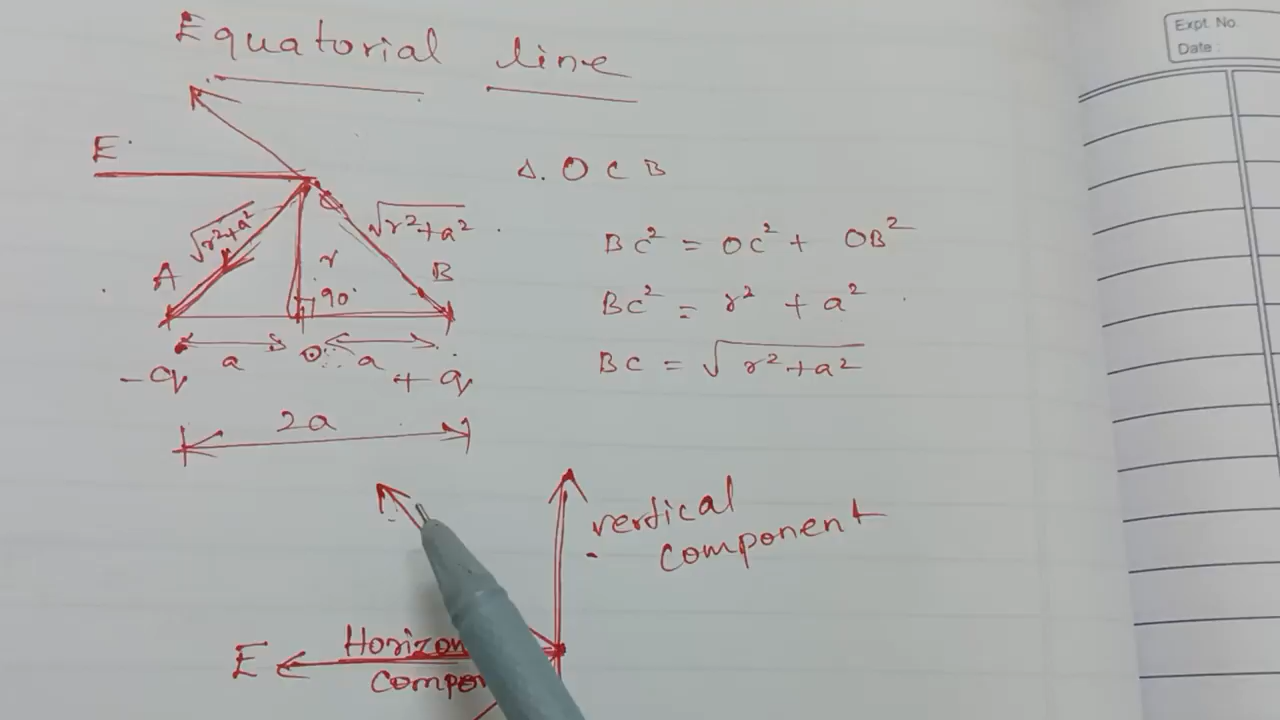 Equatorial line
Expt. No.
Date :
E
Δ. O C B
√r²+a²
√r²+a²
BC² = OC² + OB²
A
r
B
90°
BC² = r² + a²
a
O
a
-q
+q
BC = √r²+a²
2a
vertical
component
E
Horizon
Compo